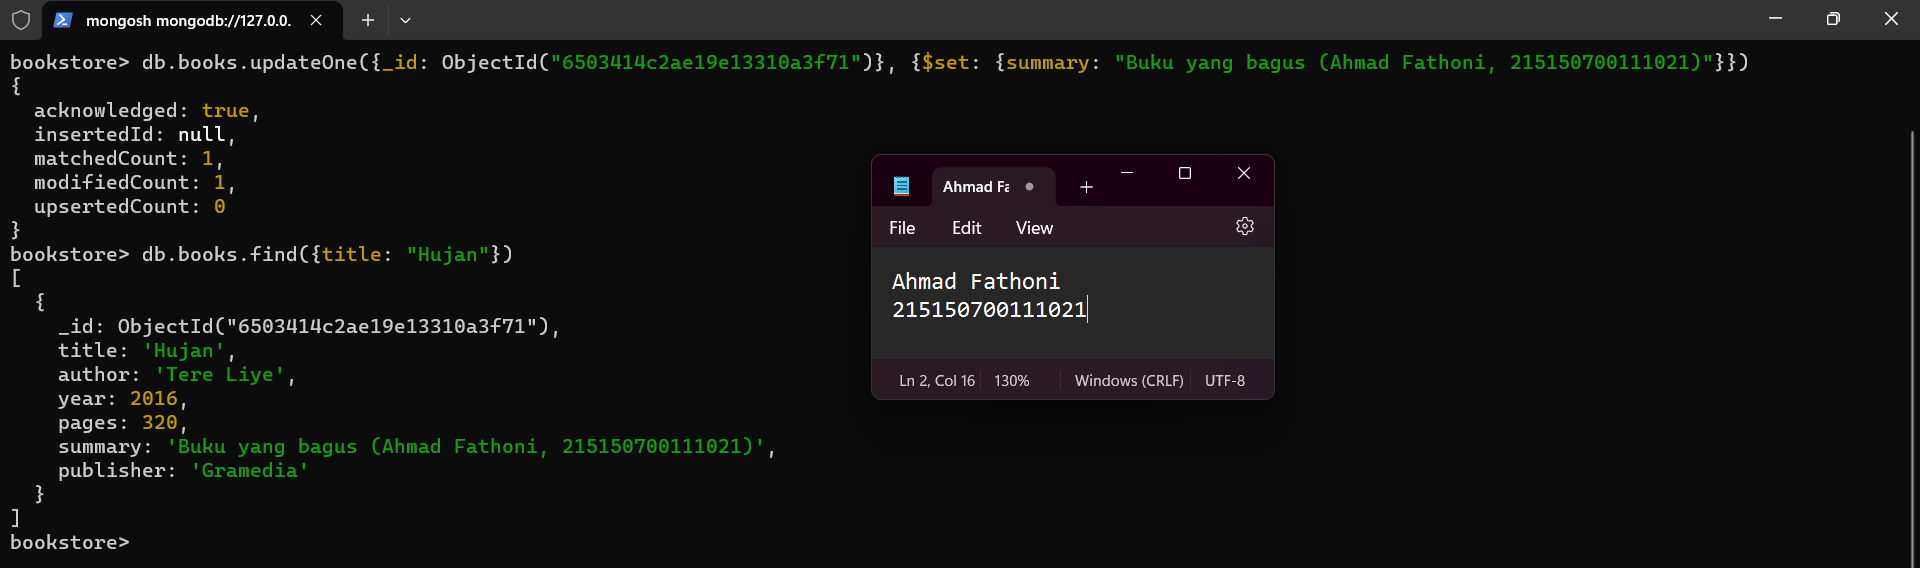 mongosh mongodb://127.0.0.
bookstore> db.books.updateOne({_id: ObjectId("6503414c2ae19e13310a3f71")}, {$set: {summary: "Buku yang bagus (Ahmad Fathoni, 215150700111021)"}})
{
  acknowledged: true,
  insertedId: null,
  matchedCount: 1,
  modifiedCount: 1,
  upsertedCount: 0
}
bookstore> db.books.find({title: "Hujan"})
[
  {
    _id: ObjectId("6503414c2ae19e13310a3f71"),
    title: 'Hujan',
    author: 'Tere Liye',
    year: 2016,
    pages: 320,
    summary: 'Buku yang bagus (Ahmad Fathoni, 215150700111021)',
    publisher: 'Gramedia'
  }
]
bookstore>
Ahmad Fa
File Edit View
Ahmad Fathoni
215150700111021
Ln 2, Col 16 130% Windows (CRLF) UTF-8